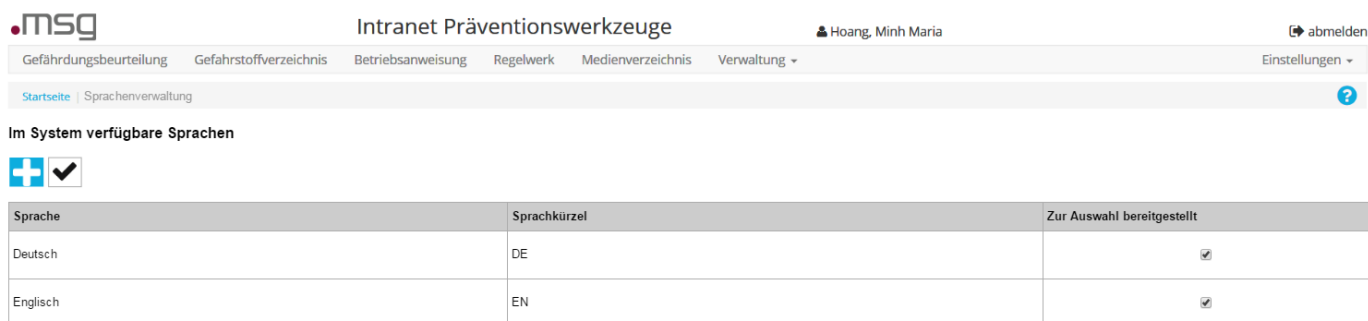 .msg
Intranet Präventionswerkzeuge
Hoang, Minh Maria
abmelden
Gefährdungsbeurteilung Gefahrstoffverzeichnis Betriebsanweisung Regelwerk Medienverzeichnis Verwaltung Einstellungen
Startseite | Sprachenverwaltung ?
Im System verfügbare Sprachen
Sprache Sprachkürzel Zur Auswahl bereitgestellt
Deutsch DE
Englisch EN